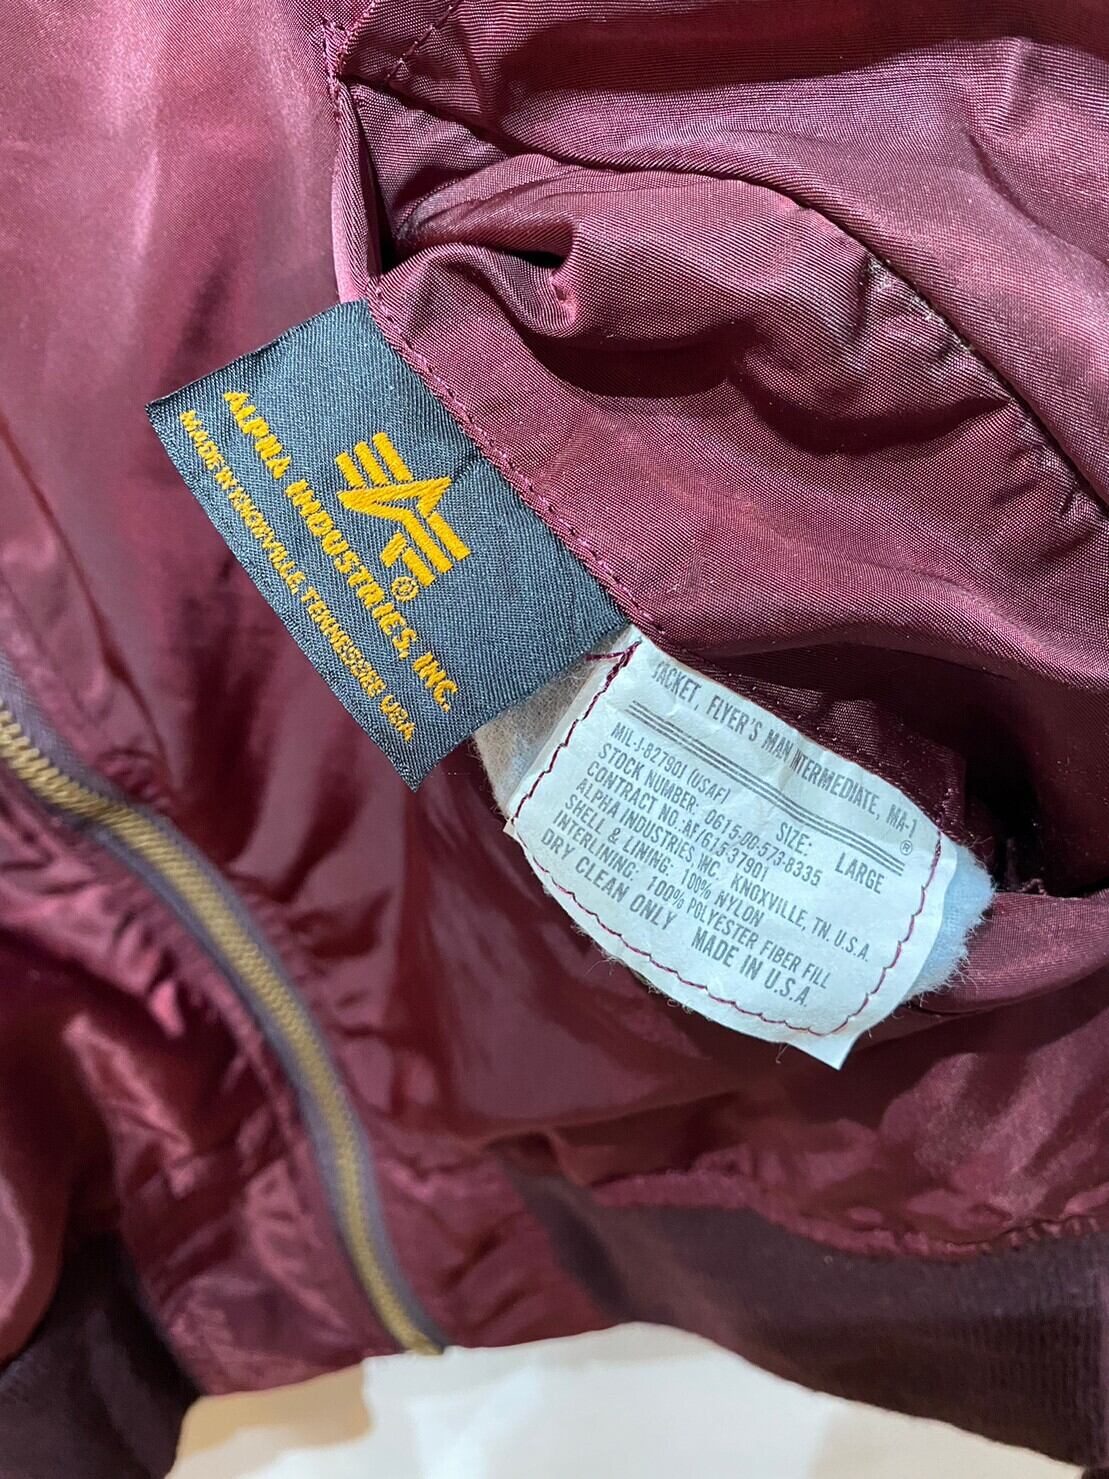 ALPHA INDUSTRIES, INC.
MADE IN KNOXVILLE, TENNESSEE USA
JACKET, FLYER'S MAN INTERMEDIATE, MA-1
®
MIL-J-82790J (USAF) SIZE:
STOCK NUMBER: 0615-00-573-8335 LARGE
CONTRACT NO. AF/615-37901
ALPHA INDUSTRIES, INC. KNOXVILLE, TN. U.S.A.
SHELL & LINING: 100% NYLON
INTERLINING: 100% POLYESTER FIBER FILL
DRY CLEAN ONLY MADE IN U.S.A.